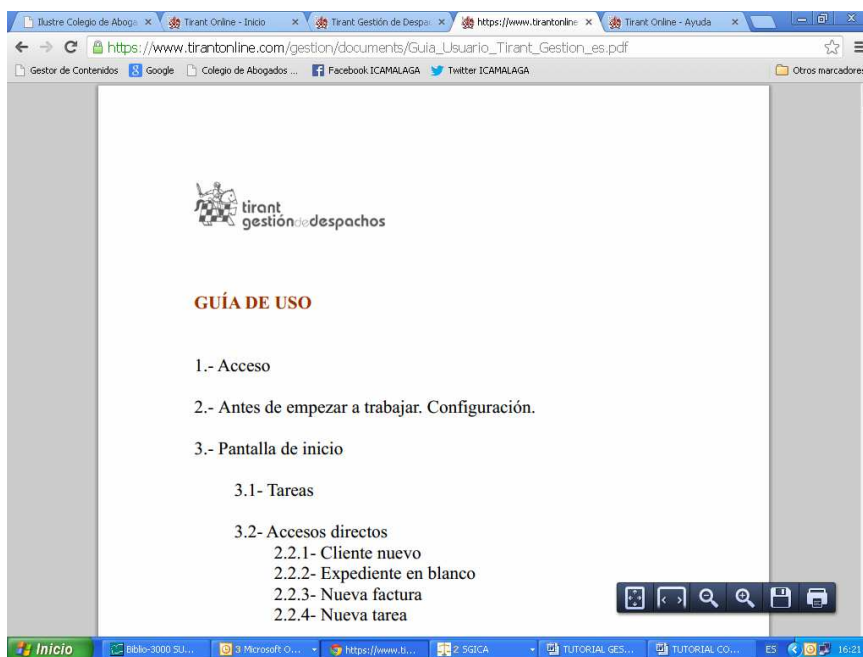 Ilustre Colegio de Aboga
Tirant Online - Inicio
Tirant Gestión de Despa
https://www.tirantonline
Tirant Online - Ayuda
https://www.tirantonline.com/gestion/documents/Guia_Usuario_Tirant_Gestion_es.pdf
Gestor de Contenidos
Google
Colegio de Abogados ...
Facebook ICAMALAGA
Twitter ICAMALAGA
Otros marcadores
tirant
gestióndedespachos
GUÍA DE USO
1.- Acceso
2.- Antes de empezar a trabajar. Configuración.
3.- Pantalla de inicio
3.1- Tareas
3.2- Accesos directos
2.2.1- Cliente nuevo
2.2.2- Expediente en blanco
2.2.3- Nueva factura
2.2.4- Nueva tarea
Inicio
Biblio-3000 SU...
3 Microsoft O...
https://www.ti...
2 SGICA
TUTORIAL GES...
TUTORIAL CO...
ES
16:21